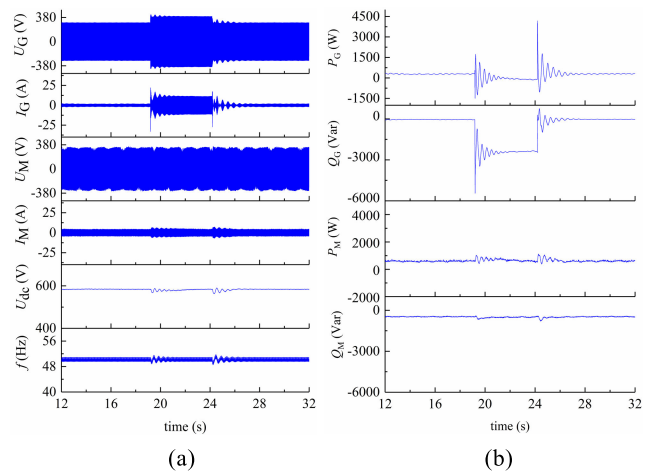 380
0
-380
U_G (V)
25
0
-25
I_G (A)
380
0
-380
U_M (V)
25
0
-25
I_M (A)
600
400
U_dc (V)
56
48
40
f (Hz)
12 16 20 24 28 32
time (s)
(a)
4500
3000
1500
0
-1500
P_G (W)
0
-3000
-6000
Q_G (Var)
4000
2000
0
-2000
P_M (W)
0
-3000
-6000
Q_M (Var)
12 16 20 24 28 32
time (s)
(b)